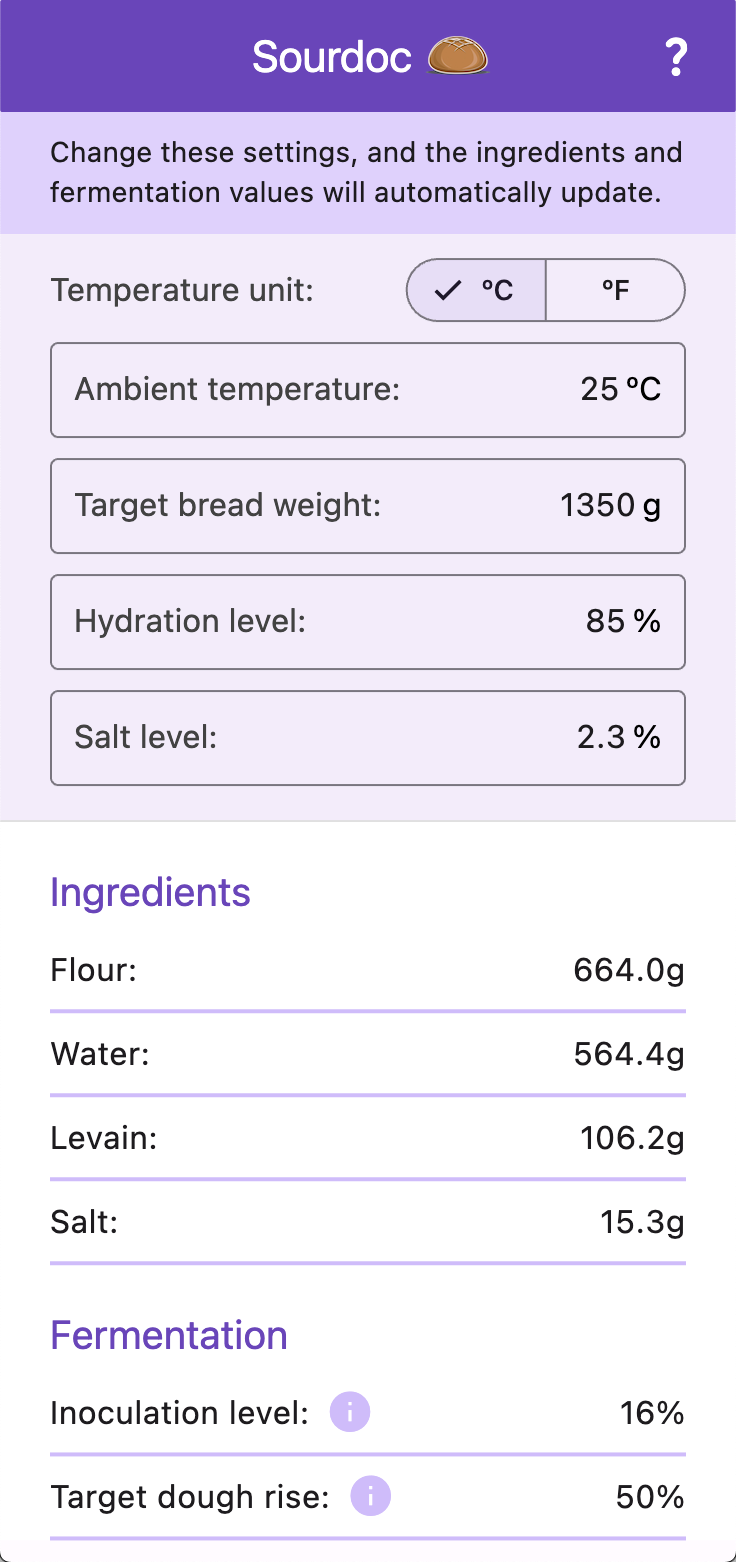 Sourdoc
?
Change these settings, and the ingredients and
fermentation values will automatically update.
Temperature unit: ✓ ºC ºF
Ambient temperature: 25 ºC
Target bread weight: 1350 g
Hydration level: 85 %
Salt level: 2.3 %
Ingredients
Flour: 664.0g
Water: 564.4g
Levain: 106.2g
Salt: 15.3g
Fermentation
Inoculation level: i 16%
Target dough rise: i 50%